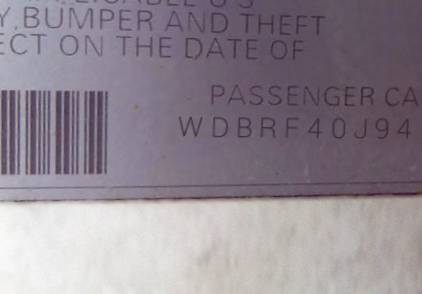 U S
Y,BUMPER AND THEFT
ECT ON THE DATE OF
PASSENGER CA
WDBRF40J94